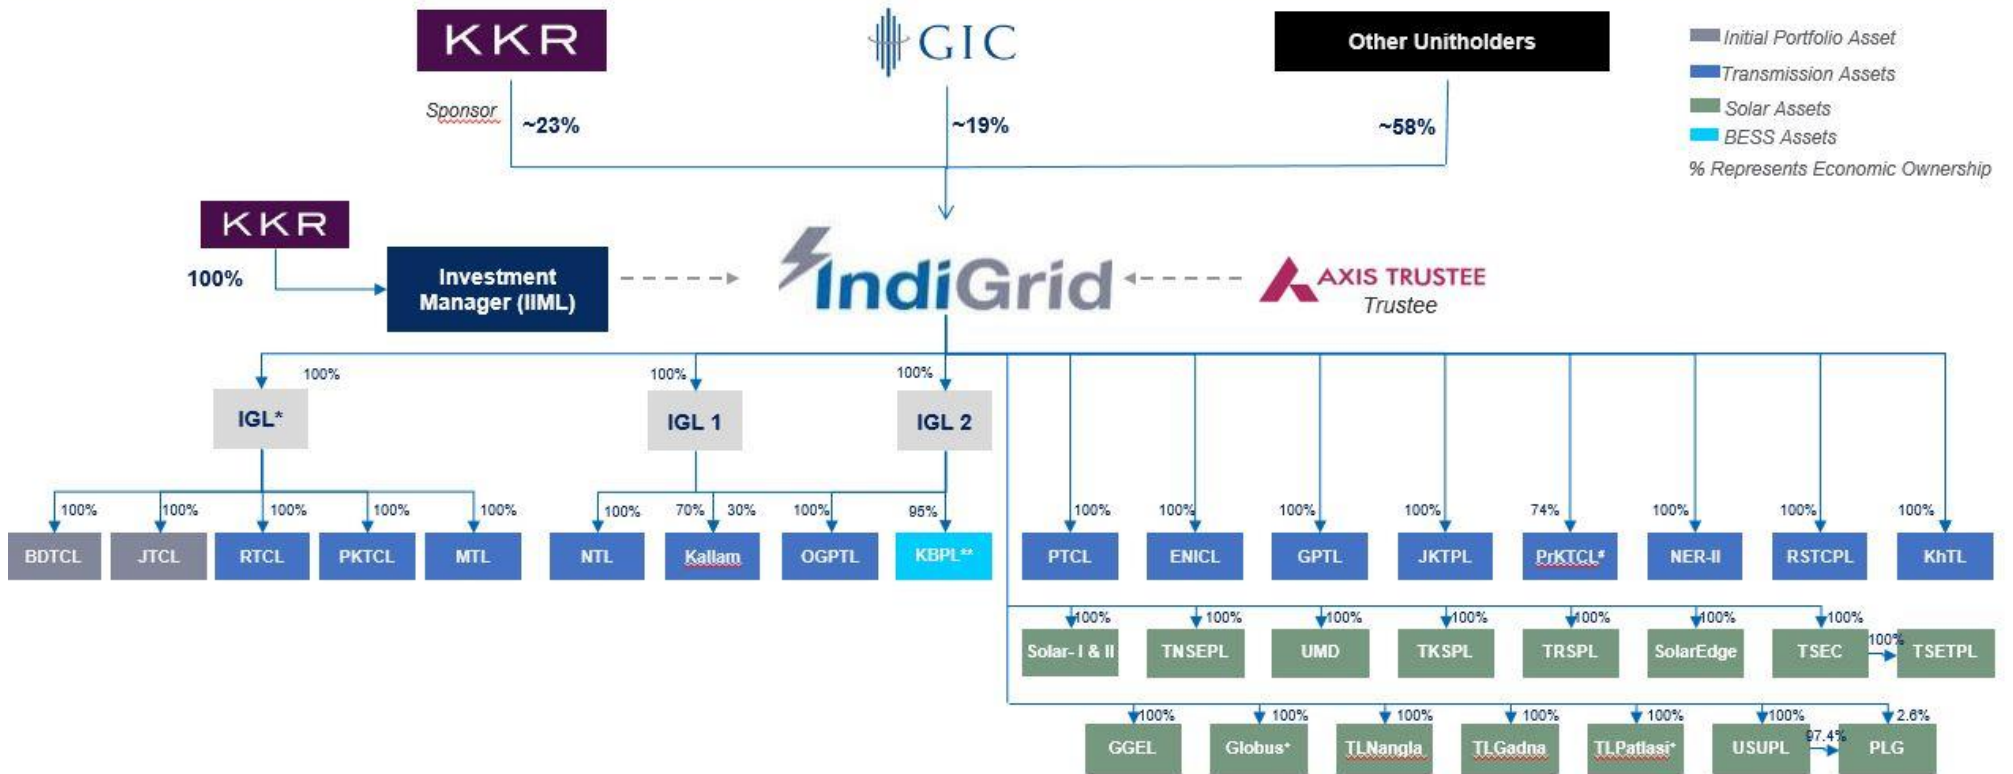 KKR
GIC
Other Unitholders
Initial Portfolio Asset
Transmission Assets
Solar Assets
BESS Assets
% Represents Economic Ownership
Sponsor
~23%
~19%
~58%
KKR
100%
Investment
Manager (IIML)
IndiGrid
AXIS TRUSTEE
Trustee
100%
100%
100%
IGL*
IGL 1
IGL 2
100%
100%
100%
100%
100%
100%
70%
30%
100%
95%
100%
100%
100%
100%
74%
100%
100%
100%
BDTCL
JTCL
RTCL
PKTCL
MTL
NTL
Kallam
OGPTL
KBPL**
PTCL
ENICL
GPTL
JKTPL
PrKTCL#
NER-II
RSTCPL
KhTL
100%
100%
100%
100%
100%
100%
100%
100%
Solar- I & II
TNSEPL
UMD
TKSPL
TRSPL
SolarEdge
TSEC
TSETPL
100%
100%
100%
100%
100%
100%
2.6%
97.4%
GGEL
Globus+
TLNangla
TLGadna
TLPatlasi+
USUPL
PLG